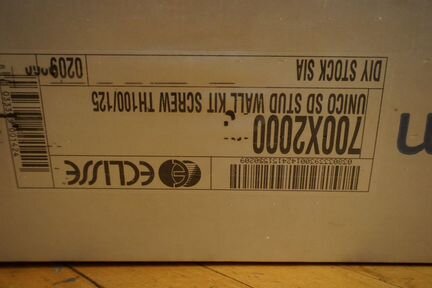 ECLISSE
700X2000
UNICO SD STUD WALL KIT SCREW TH100/125
DIY STOCK SIA
0209